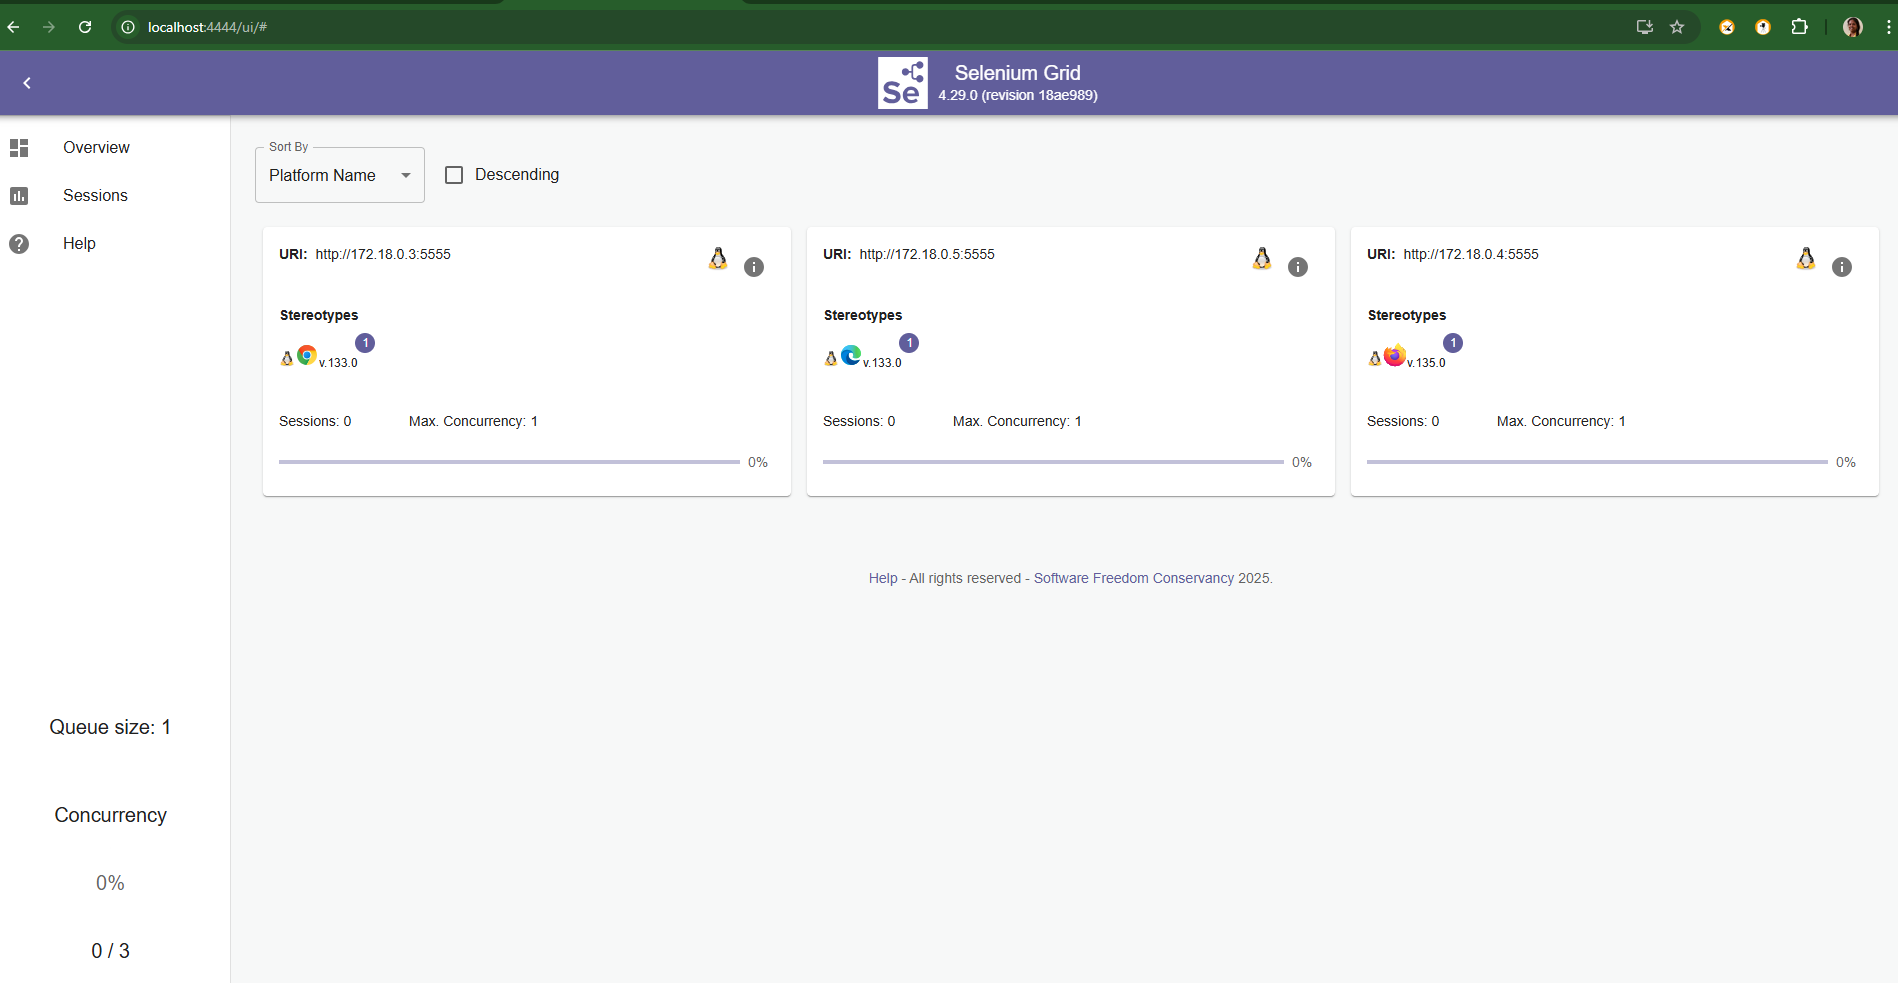 localhost:4444/ui/#
Se
Selenium Grid
4.29.0 (revision 18ae989)
Overview
Sessions
Help
Sort By
Platform Name
Descending
URI: http://172.18.0.3:5555
Stereotypes
1
v.133.0
Sessions: 0 Max. Concurrency: 1
0%
URI: http://172.18.0.5:5555
Stereotypes
1
v.133.0
Sessions: 0 Max. Concurrency: 1
0%
URI: http://172.18.0.4:5555
Stereotypes
1
v.135.0
Sessions: 0 Max. Concurrency: 1
0%
Help - All rights reserved - Software Freedom Conservancy 2025.
Queue size: 1
Concurrency
0%
0 / 3